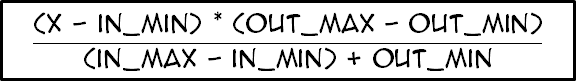 (X - IN_MIN) * (OUT_MAX - OUT_MIN)
(IN_MAX - IN_MIN) + OUT_MIN